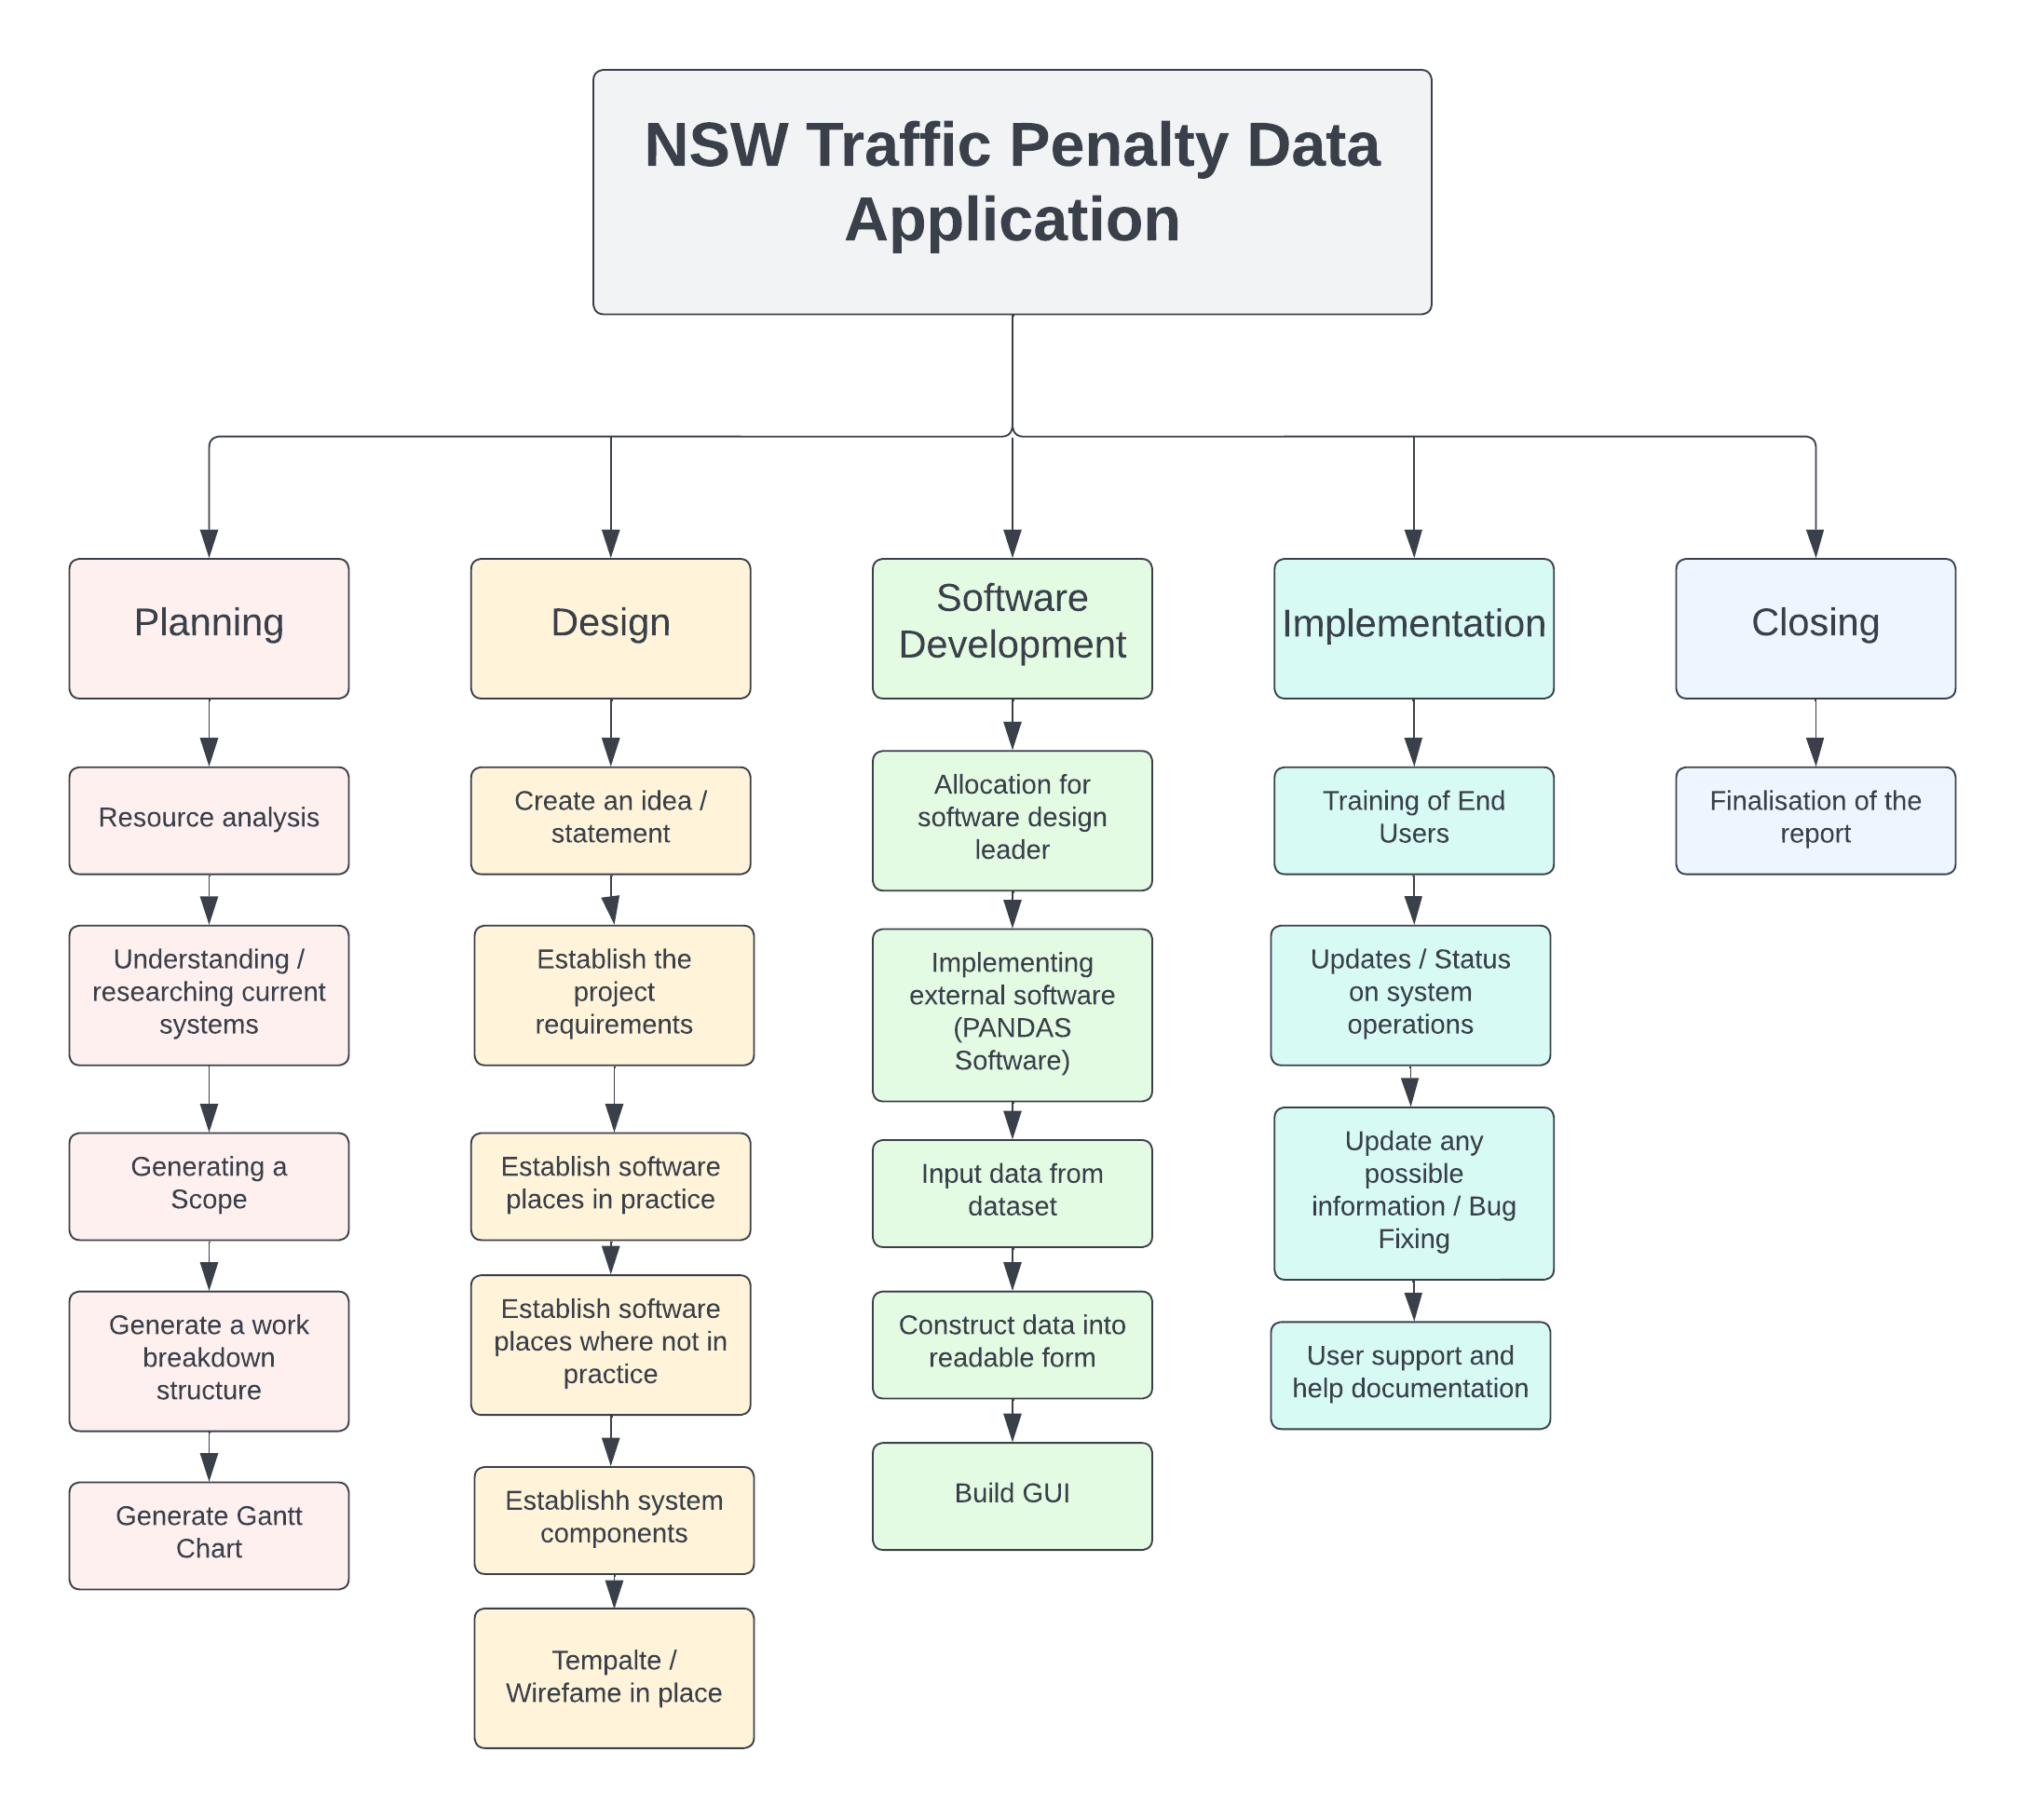 NSW Traffic Penalty Data
Application
Planning
Design
Software
Development
Implementation
Closing
Resource analysis
Understanding /
researching current
systems
Generating a
Scope
Generate a work
breakdown
structure
Generate Gantt
Chart
Create an idea /
statement
Establish the
project
requirements
Establish software
places in practice
Establish software
places where not in
practice
Establishh system
components
Tempalte /
Wirefame in place
Allocation for
software design
leader
Implementing
external software
(PANDAS
Software)
Input data from
dataset
Construct data into
readable form
Build GUI
Training of End
Users
Updates / Status
on system
operations
Update any
possible
information / Bug
Fixing
User support and
help documentation
Finalisation of the
report